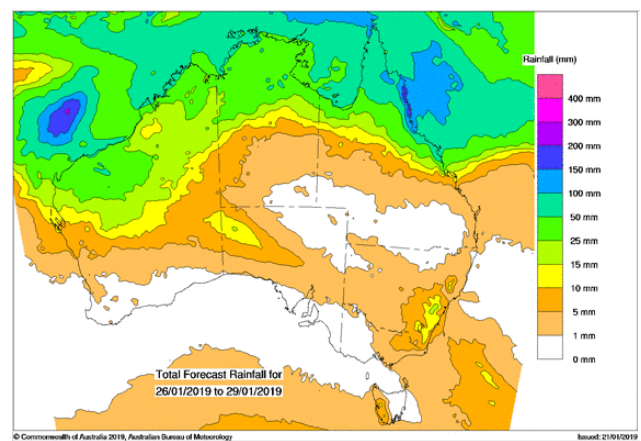 Rainfall (mm)
400 mm
300 mm
200 mm
150 mm
100 mm
50 mm
25 mm
15 mm
10 mm
5 mm
1 mm
0 mm
Total Forecast Rainfall for
26/01/2019 to 29/01/2019
© Commonwealth of Australia 2019, Australian Bureau of Meteorology
Issued: 21/01/2019